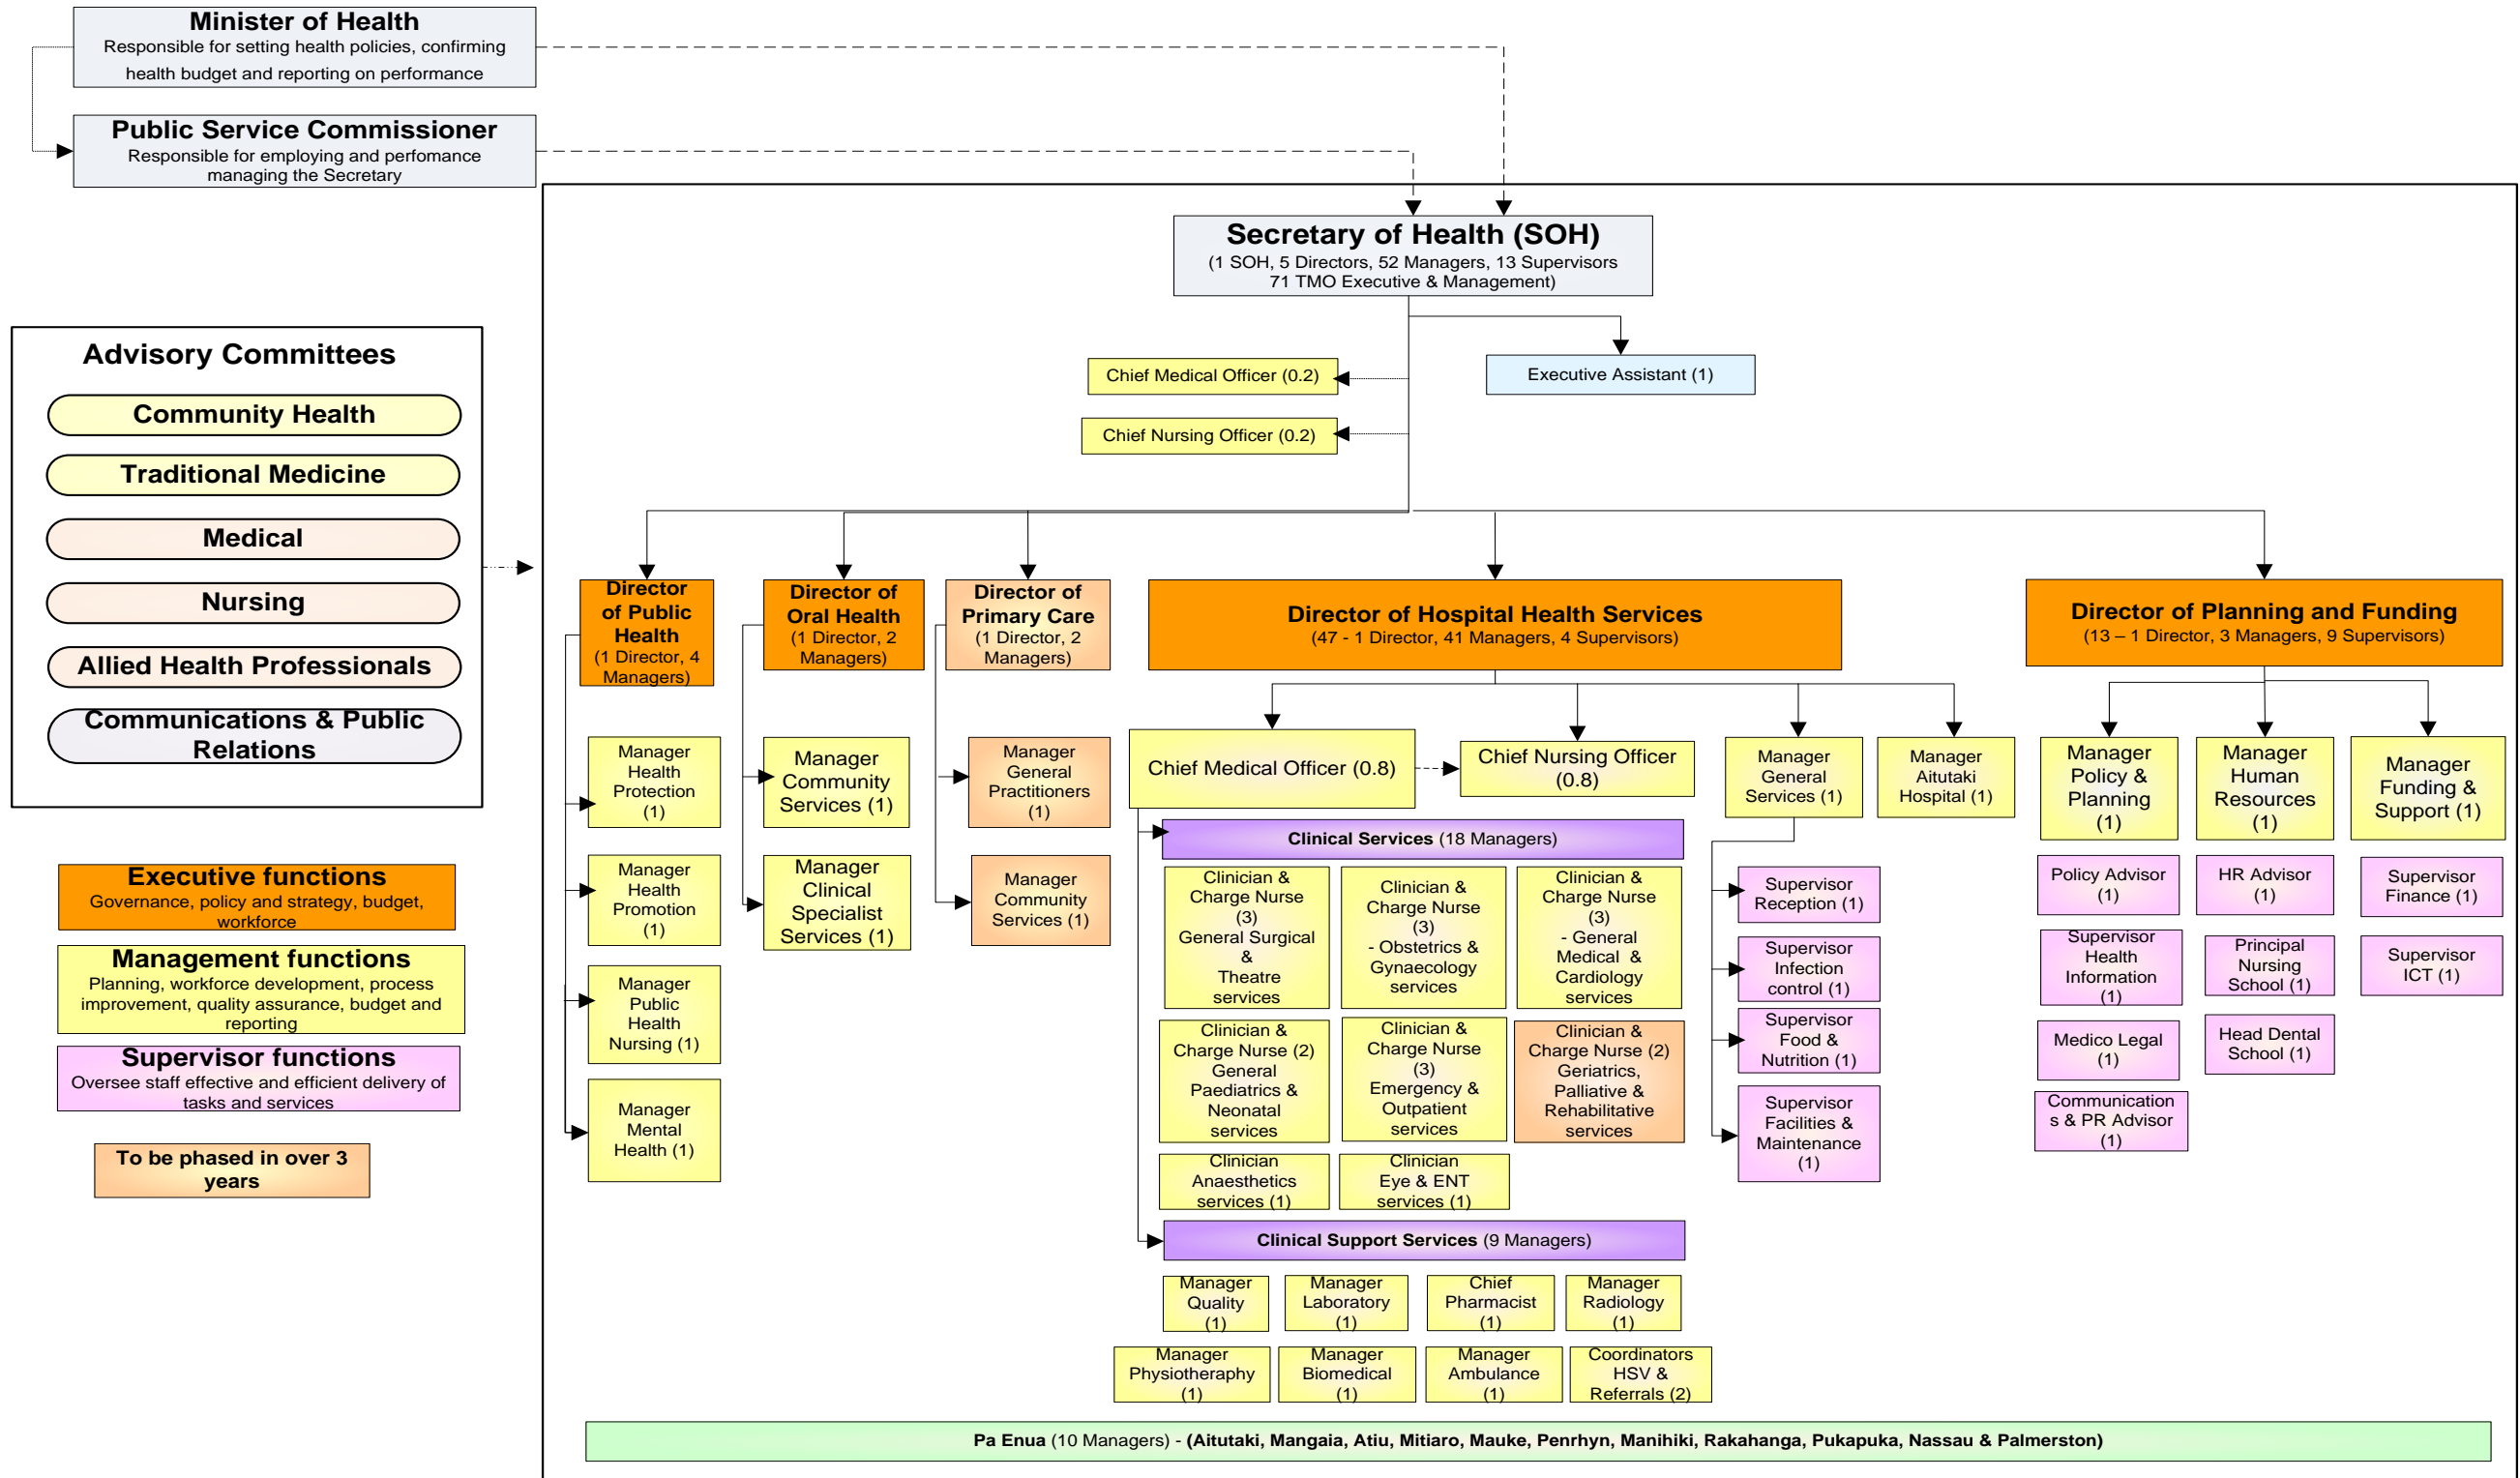 Minister of Health
Responsible for setting health policies, confirming
health budget and reporting on performance
Public Service Commissioner
Responsible for employing and perfomance
managing the Secretary
Secretary of Health (SOH)
(1 SOH, 5 Directors, 52 Managers, 13 Supervisors
71 TMO Executive & Management)
Chief Medical Officer (0.2)
Executive Assistant (1)
Chief Nursing Officer (0.2)
Advisory Committees
Community Health
Traditional Medicine
Medical
Nursing
Allied Health Professionals
Communications & Public
Relations
Executive functions
Governance, policy and strategy, budget,
workforce
Management functions
Planning, workforce development, process
improvement, quality assurance, budget and
reporting
Supervisor functions
Oversee staff effective and efficient delivery of
tasks and services
To be phased in over 3
years
Director
of Public
Health
(1 Director, 4
Managers)
Manager
Health
Protection
(1)
Manager
Health
Promotion
(1)
Manager
Public
Health
Nursing (1)
Manager
Mental
Health (1)
Director of
Oral Health
(1 Director, 2
Managers)
Manager
Community
Services (1)
Manager
Clinical
Specialist
Services (1)
Director of
Primary Care
(1 Director, 2
Managers)
Manager
General
Practitioners
(1)
Manager
Community
Services (1)
Director of Hospital Health Services
(47 - 1 Director, 41 Managers, 4 Supervisors)
Chief Medical Officer (0.8)
Chief Nursing Officer
(0.8)
Manager
General
Services (1)
Manager
Aitutaki
Hospital (1)
Clinical Services (18 Managers)
Clinician &
Charge Nurse
(3)
General Surgical
&
Theatre
services
Clinician &
Charge Nurse
(3)
- Obstetrics &
Gynaecology
services
Clinician &
Charge Nurse
(3)
- General
Medical &
Cardiology
services
Clinician &
Charge Nurse (2)
General
Paediatrics &
Neonatal
services
Clinician &
Charge Nurse
(3)
Emergency &
Outpatient
services
Clinician &
Charge Nurse (2)
Geriatrics,
Palliative &
Rehabilitative
services
Clinician
Anaesthetics
services (1)
Clinician
Eye & ENT
services (1)
Clinical Support Services (9 Managers)
Manager
Quality
(1)
Manager
Laboratory
(1)
Chief
Pharmacist
(1)
Manager
Radiology
(1)
Manager
Physiotheraphy
(1)
Manager
Biomedical
(1)
Manager
Ambulance
(1)
Coordinators
HSV &
Referrals (2)
Supervisor
Reception (1)
Supervisor
Infection
control (1)
Supervisor
Food &
Nutrition (1)
Supervisor
Facilities &
Maintenance
(1)
Director of Planning and Funding
(13 – 1 Director, 3 Managers, 9 Supervisors)
Manager
Policy &
Planning
(1)
Policy Advisor
(1)
Supervisor
Health
Information
(1)
Medico Legal
(1)
Communication
s & PR Advisor
(1)
Manager
Human
Resources
(1)
HR Advisor
(1)
Principal
Nursing
School (1)
Head Dental
School (1)
Manager
Funding &
Support (1)
Supervisor
Finance (1)
Supervisor
ICT (1)
Pa Enua (10 Managers) - (Aitutaki, Mangaia, Atiu, Mitiaro, Mauke, Penrhyn, Manihiki, Rakahanga, Pukapuka, Nassau & Palmerston)